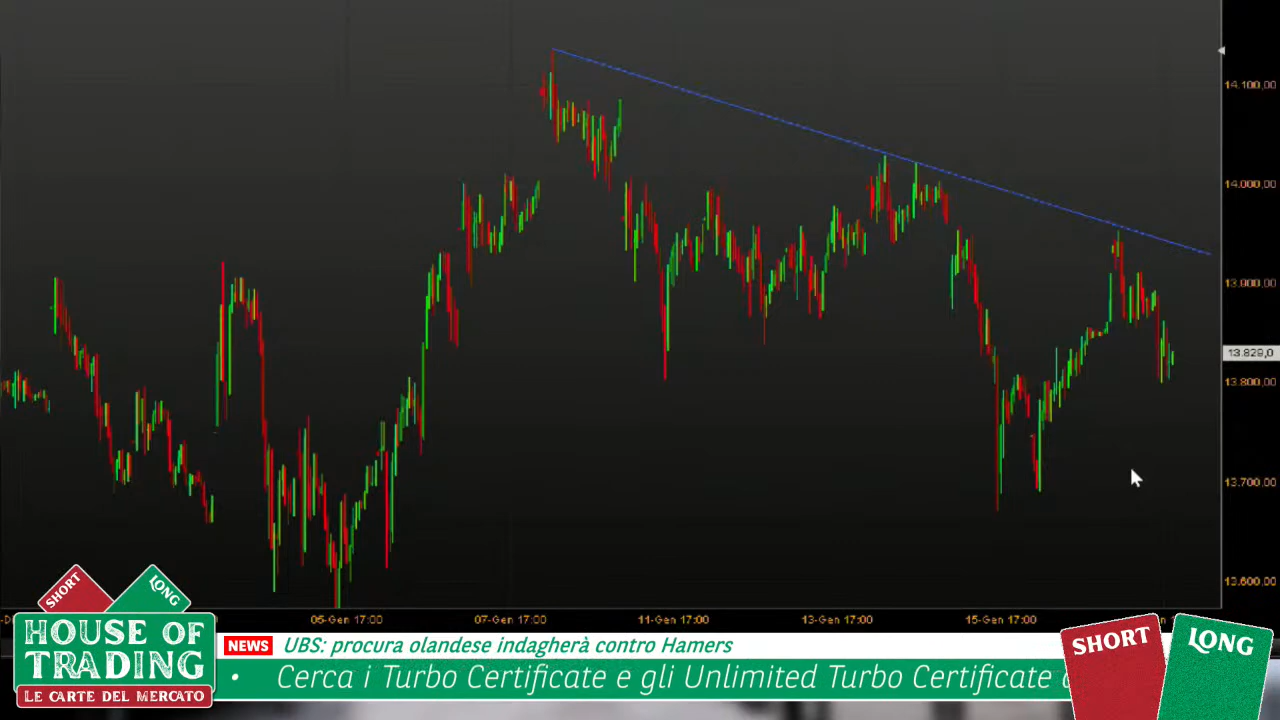 14.100,00
14.000,00
13.900,00
13.829,0
13.800,00
13.700,00
13.600,00
05-Gen 17:00
07-Gen 17:00
11-Gen 17:00
13-Gen 17:00
15-Gen 17:00
SHORT
LONG
HOUSE OF
TRADING
LE CARTE DEL MERCATO
NEWS UBS: procura olandese indagherà contro Hamers
• Cerca i Turbo Certificate e gli Unlimited Turbo Certificate
SHORT
LONG